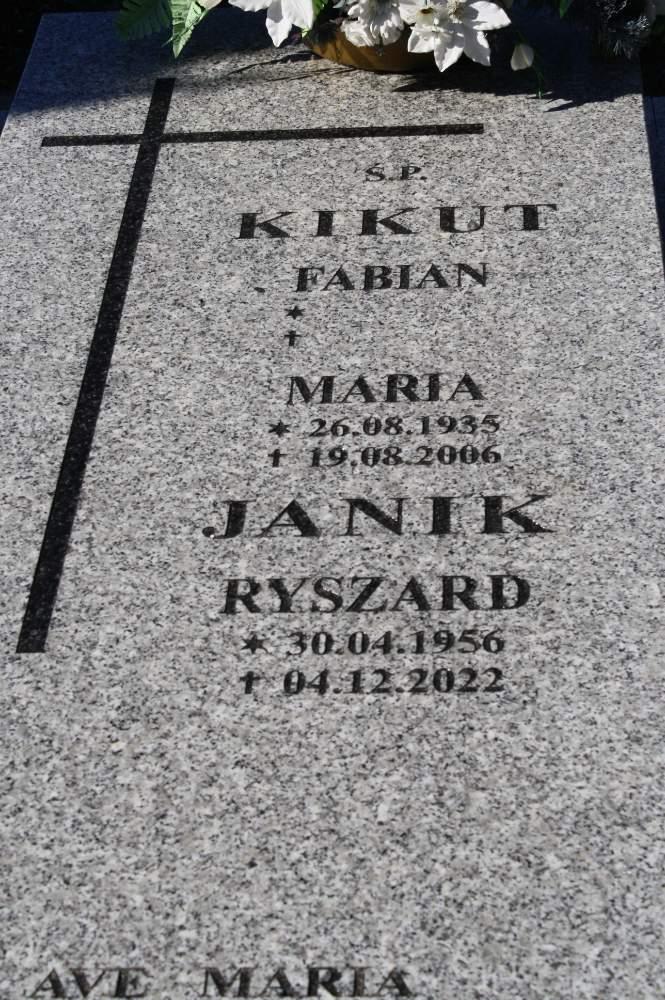 Ś.P.
KIKUT
FABIAN
*
†
MARIA
* 26.08.1935
† 19.08.2006
JANIK
RYSZARD
* 30.04.1956
† 04.12.2022
AVE MARIA